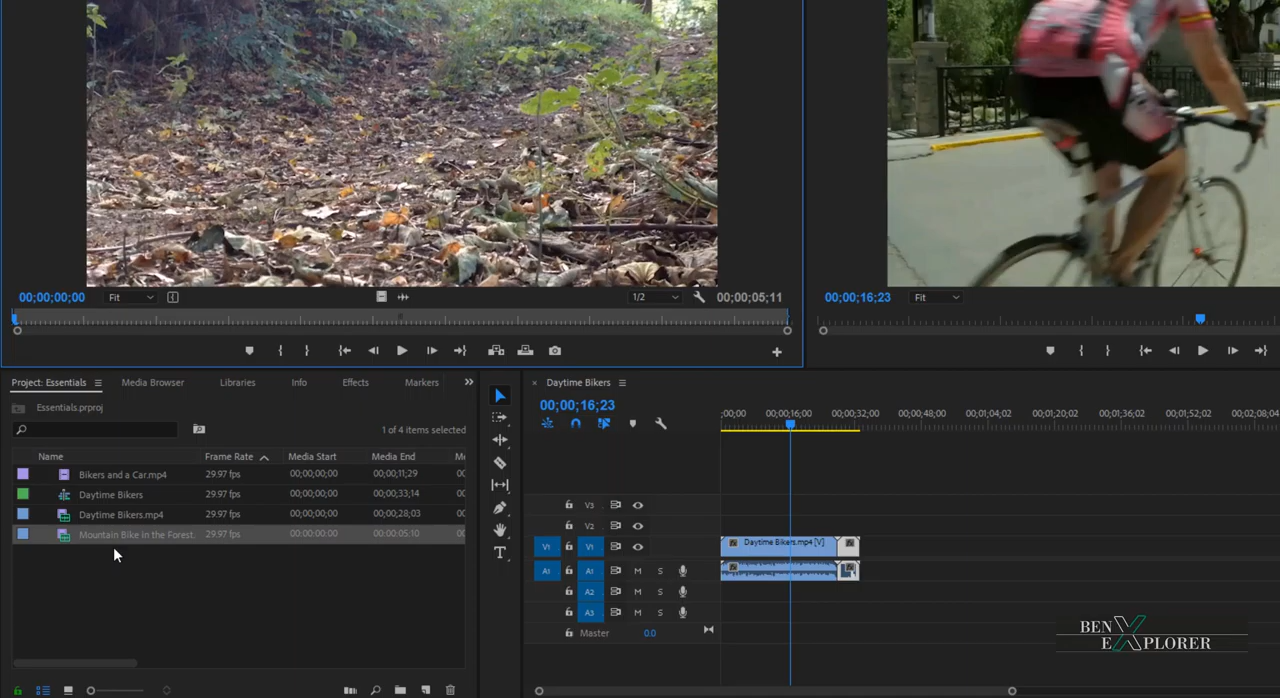 00;00;00;00 Fit 1/2 00;00;05;11
00;00;16;23 Fit
Project: Essentials Media Browser Libraries Info Effects Markers
Essentials.prproj
1 of 4 items selected
Name Frame Rate Media Start Media End Me
Bikers and a Car.mp4 29.97 fps 00;00;00;00 00;00;11;29 00
Daytime Bikers 29.97 fps 00;00;00;00 00;00;33;14 00
Daytime Bikers.mp4 29.97 fps 00;00;00;00 00;00;28;03 00
Mountain Bike in the Forest. 29.97 fps 00:00:00:00 00:00:05:10 00
T
Daytime Bikers
00;00;16;23
;00;00 00;00;16;00 00;00;32;00 00;00;48;00 00;01;04;02 00;01;20;02 00;01;36;02 00;01;52;02 00;02;08;04
V3
V2
V1 V1 fx Daytime Bikers.mp4 [V] fx
A1 A1 M S
A2 M S
A3 M S
Master 0.0
BEN
EXPLORER